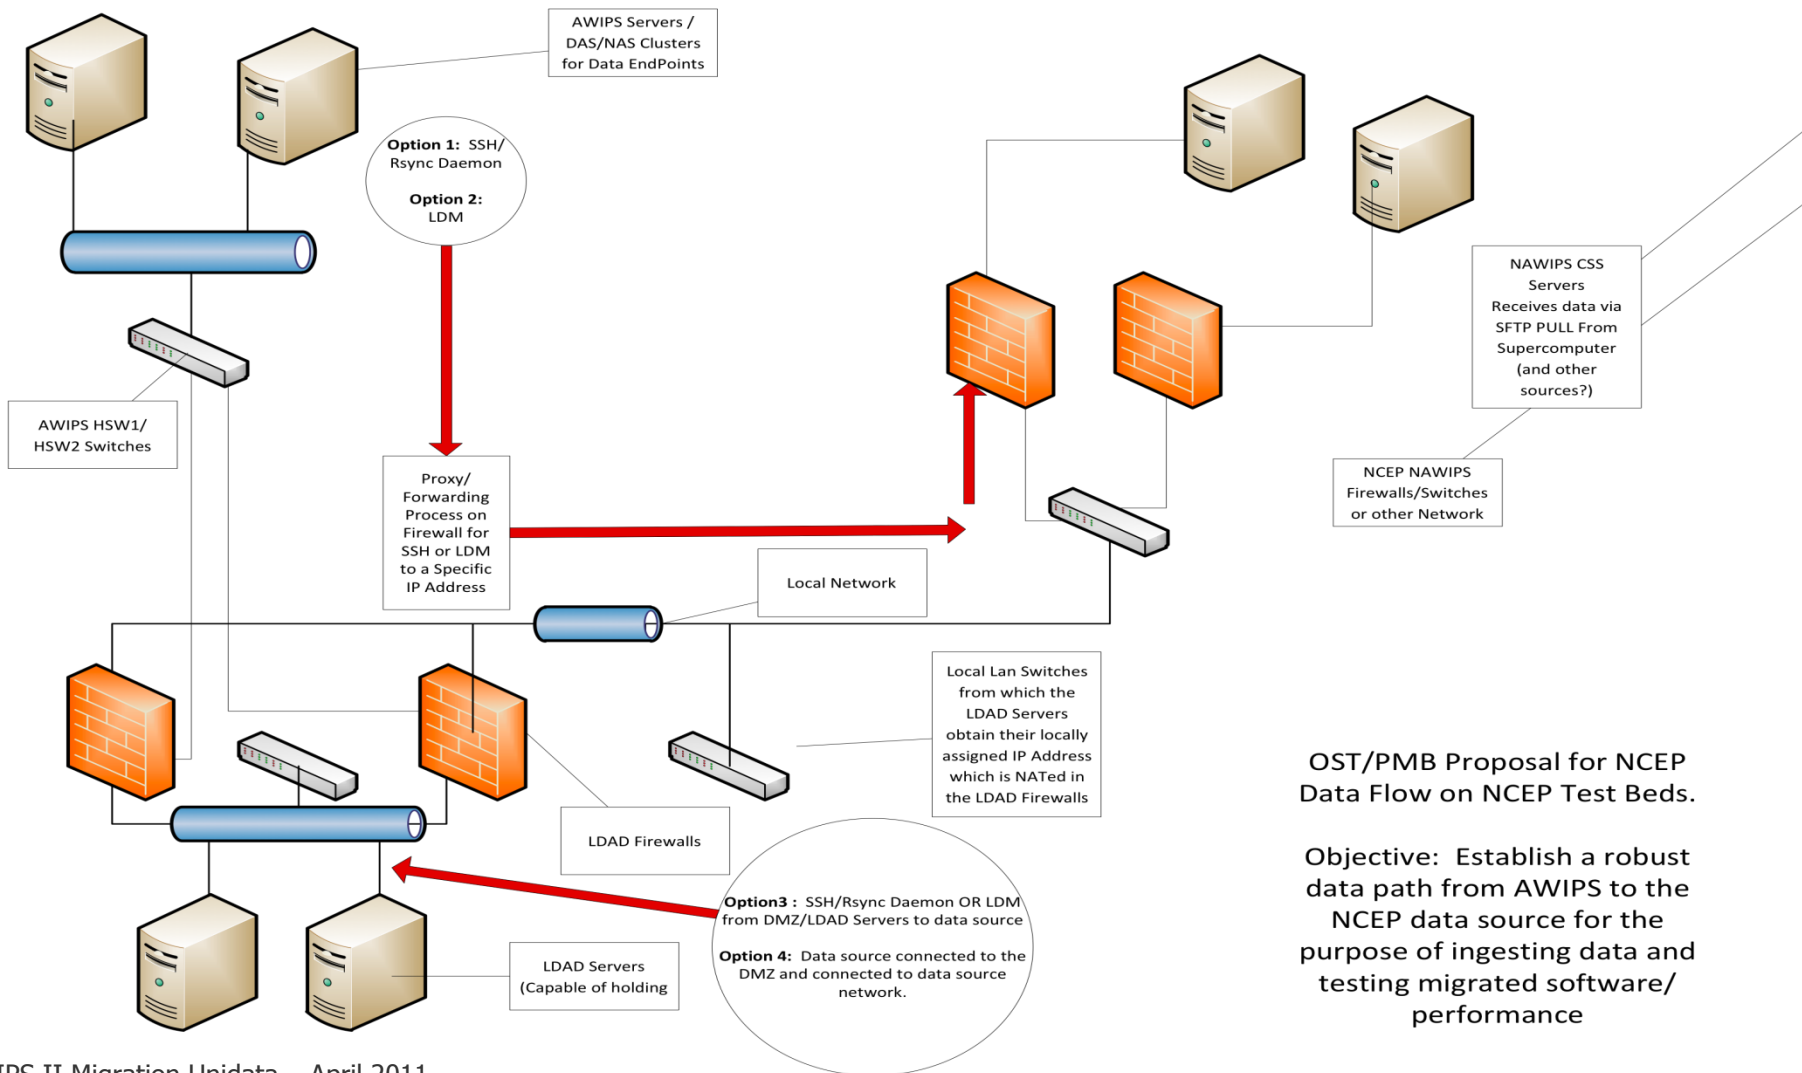 AWIPS Servers /
DAS/NAS Clusters
for Data EndPoints
Option 1: SSH/
Rsync Daemon
Option 2:
LDM
NAWIPS CSS
Servers
Receives data via
SFTP PULL From
Supercomputer
(and other
sources?)
AWIPS HSW1/
HSW2 Switches
Proxy/
Forwarding
Process on
Firewall for
SSH or LDM
to a Specific
IP Address
NCEP NAWIPS
Firewalls/Switches
or other Network
Local Network
Local Lan Switches
from which the
LDAD Servers
obtain their locally
assigned IP Address
which is NATed in
the LDAD Firewalls
LDAD Firewalls
OST/PMB Proposal for NCEP
Data Flow on NCEP Test Beds.
Objective: Establish a robust
data path from AWIPS to the
NCEP data source for the
purpose of ingesting data and
testing migrated software/
performance
Option3 : SSH/Rsync Daemon OR LDM
from DMZ/LDAD Servers to data source
Option 4: Data source connected to the
DMZ and connected to data source
network.
LDAD Servers
(Capable of holding
IPS II Migration Unidata - April 2011